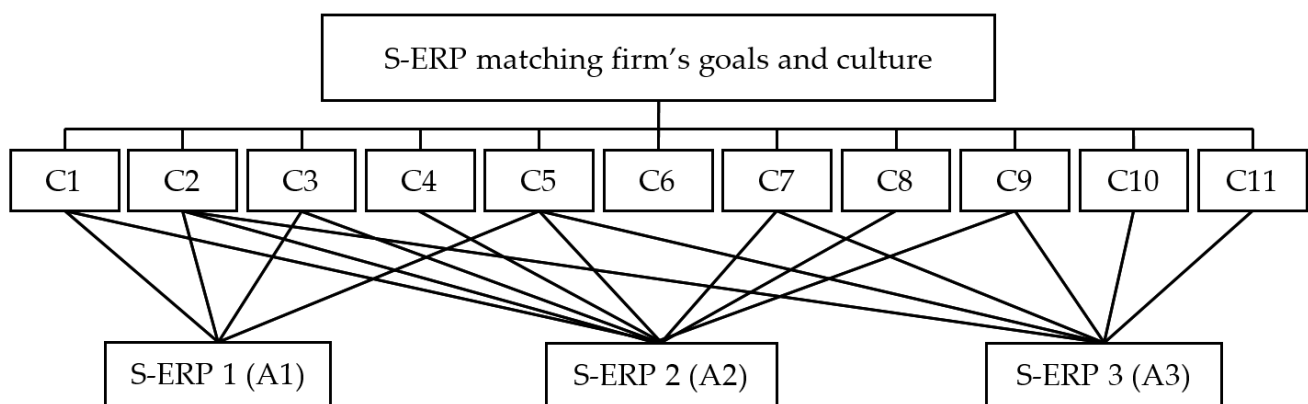 S-ERP matching firm’s goals and culture
C1 C2 C3 C4 C5 C6 C7 C8 C9 C10 C11
S-ERP 1 (A1) S-ERP 2 (A2) S-ERP 3 (A3)